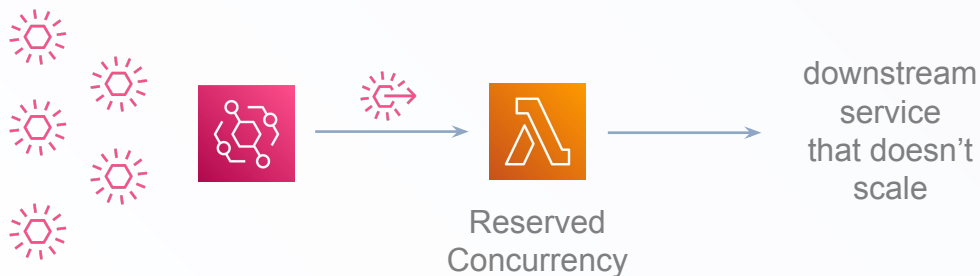 downstream
service
that doesn’t
scale
Reserved
Concurrency